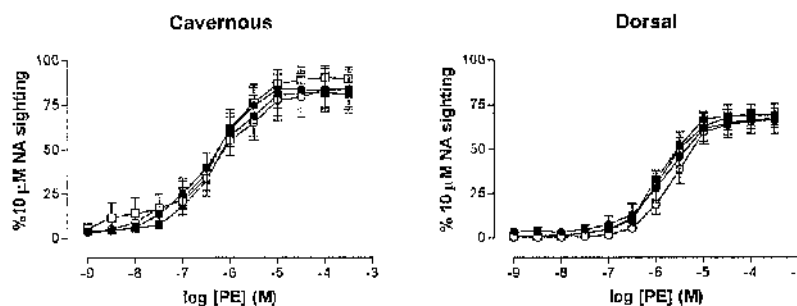 Cavernous
Dorsal
% 10 µM NA sighting
100
75
50
25
0
-9 -8 -7 -6 -5 -4 -3
log [PE] (M)
% 10 µM NA sighting
100
75
50
25
0
-9 -8 -7 -6 -5 -4 -3
log [PE] (M)